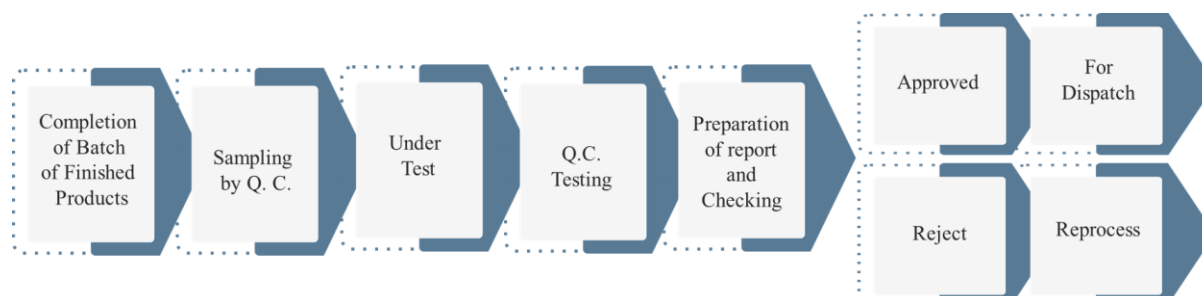 Completion
of Batch
of Finished
Products
Sampling
by Q. C.
Under
Test
Q.C.
Testing
Preparation
of report
and
Checking
Approved
For
Dispatch
Reject
Reprocess